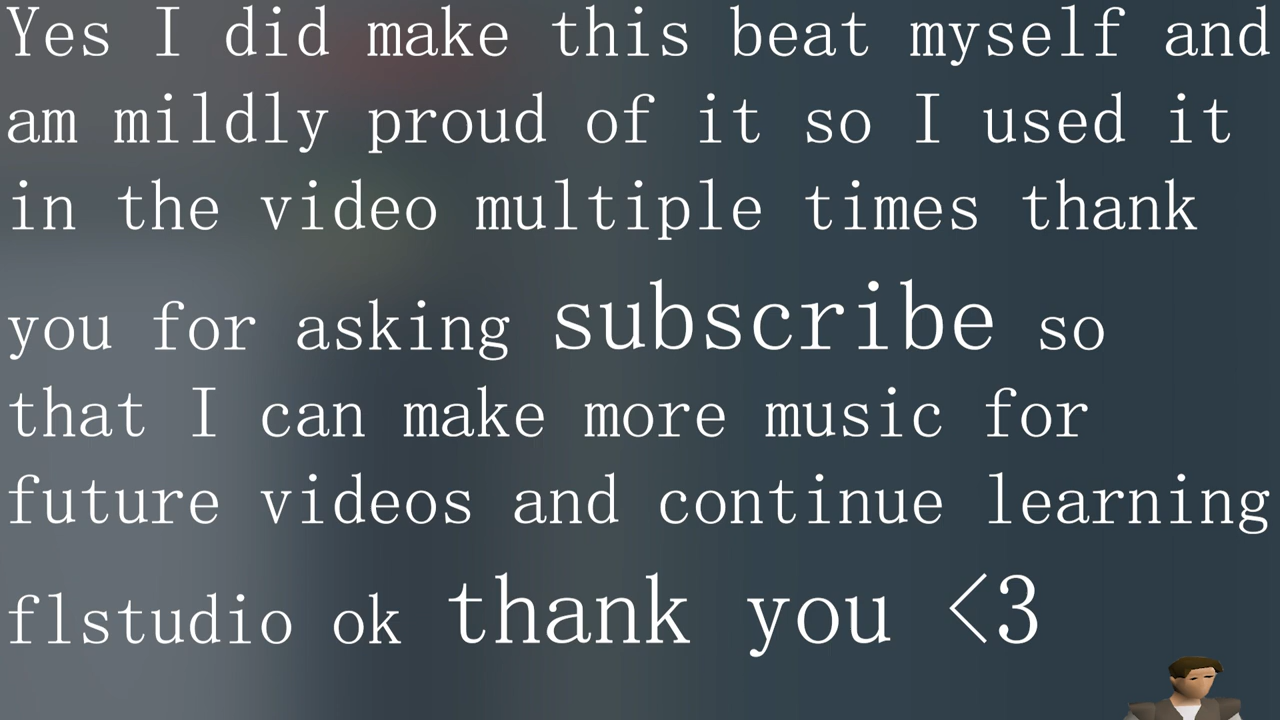 Yes I did make this beat myself and
am mildly proud of it so I used it
in the video multiple times thank
you for asking subscribe so
that I can make more music for
future videos and continue learning
flstudio ok thank you <3